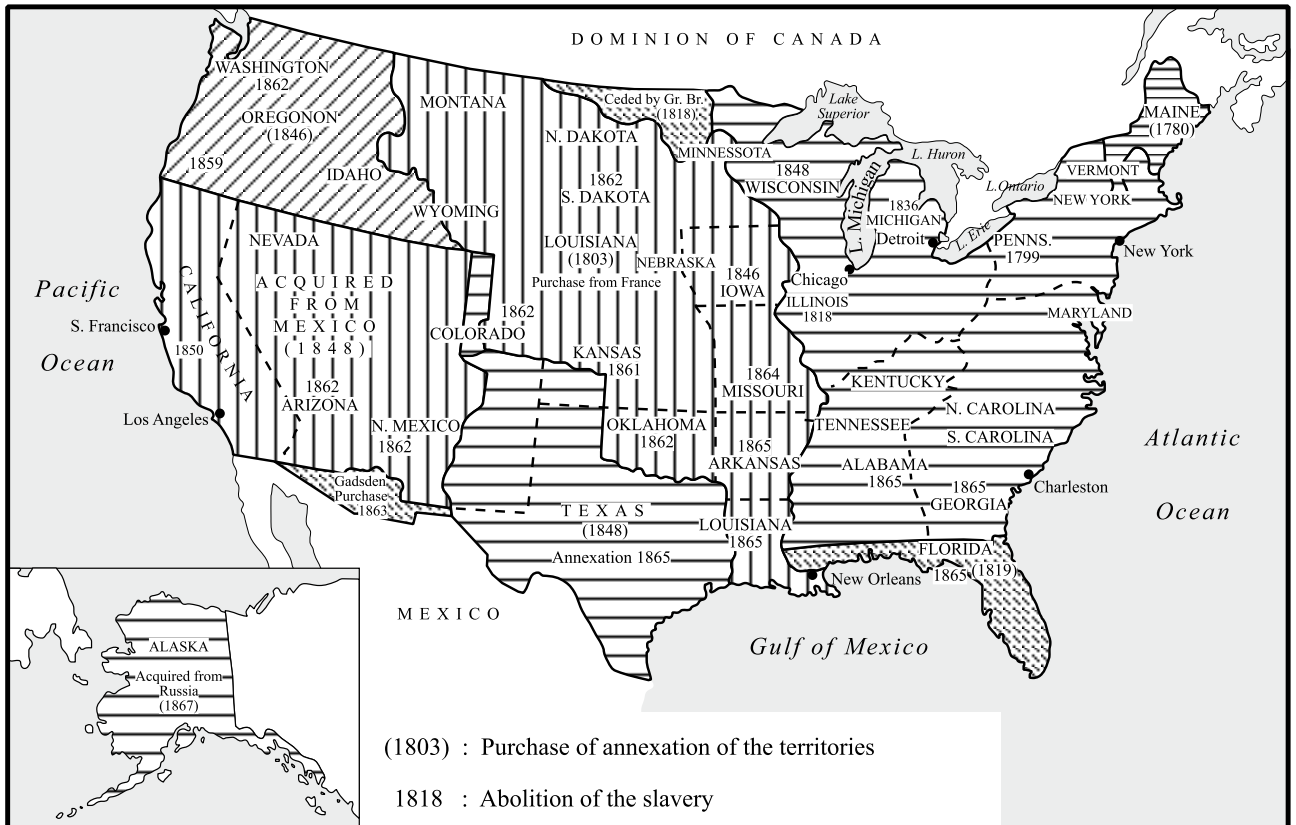 DOMINION OF CANADA
WASHINGTON
1862
OREGONON
(1846)
1859
IDAHO
MONTANA
WYOMING
Ceded by Gr. Br.
(1818)
N. DAKOTA
1862
S. DAKOTA
LOUISIANA
(1803)
Purchase from France
NEBRASKA
MINNESSOTA
1848
WISCONSIN
Lake
Superior
L. Michigan
L. Huron
1836
MICHIGAN
Detroit
L. Erie
L.Ontario
MAINE
(1780)
VERMONT
NEW YORK
PENNS.
1799
New York
MARYLAND
Chicago
ILLINOIS
1818
1846
IOWA
NEVADA
ACQUIRED
FROM
MEXICO
(1848)
CALIFORNIA
1850
1862
ARIZONA
N. MEXICO
1862
COLORADO
1862
KANSAS
1861
1864
MISSOURI
KENTUCKY
TENNESSEE
N. CAROLINA
S. CAROLINA
OKLAHOMA
1862
1865
ARKANSAS
ALABAMA
1865
1865
GEORGIA
Charleston
Pacific
Ocean
S. Francisco
Los Angeles
Atlantic
Ocean
Gadsden
Purchase
1863
TEXAS
(1848)
Annexation 1865
LOUISIANA
1865
FLORIDA
1865 (1819)
New Orleans
MEXICO
Gulf of Mexico
ALASKA
Acquired from
Russia
(1867)
(1803) : Purchase of annexation of the territories
1818 : Abolition of the slavery